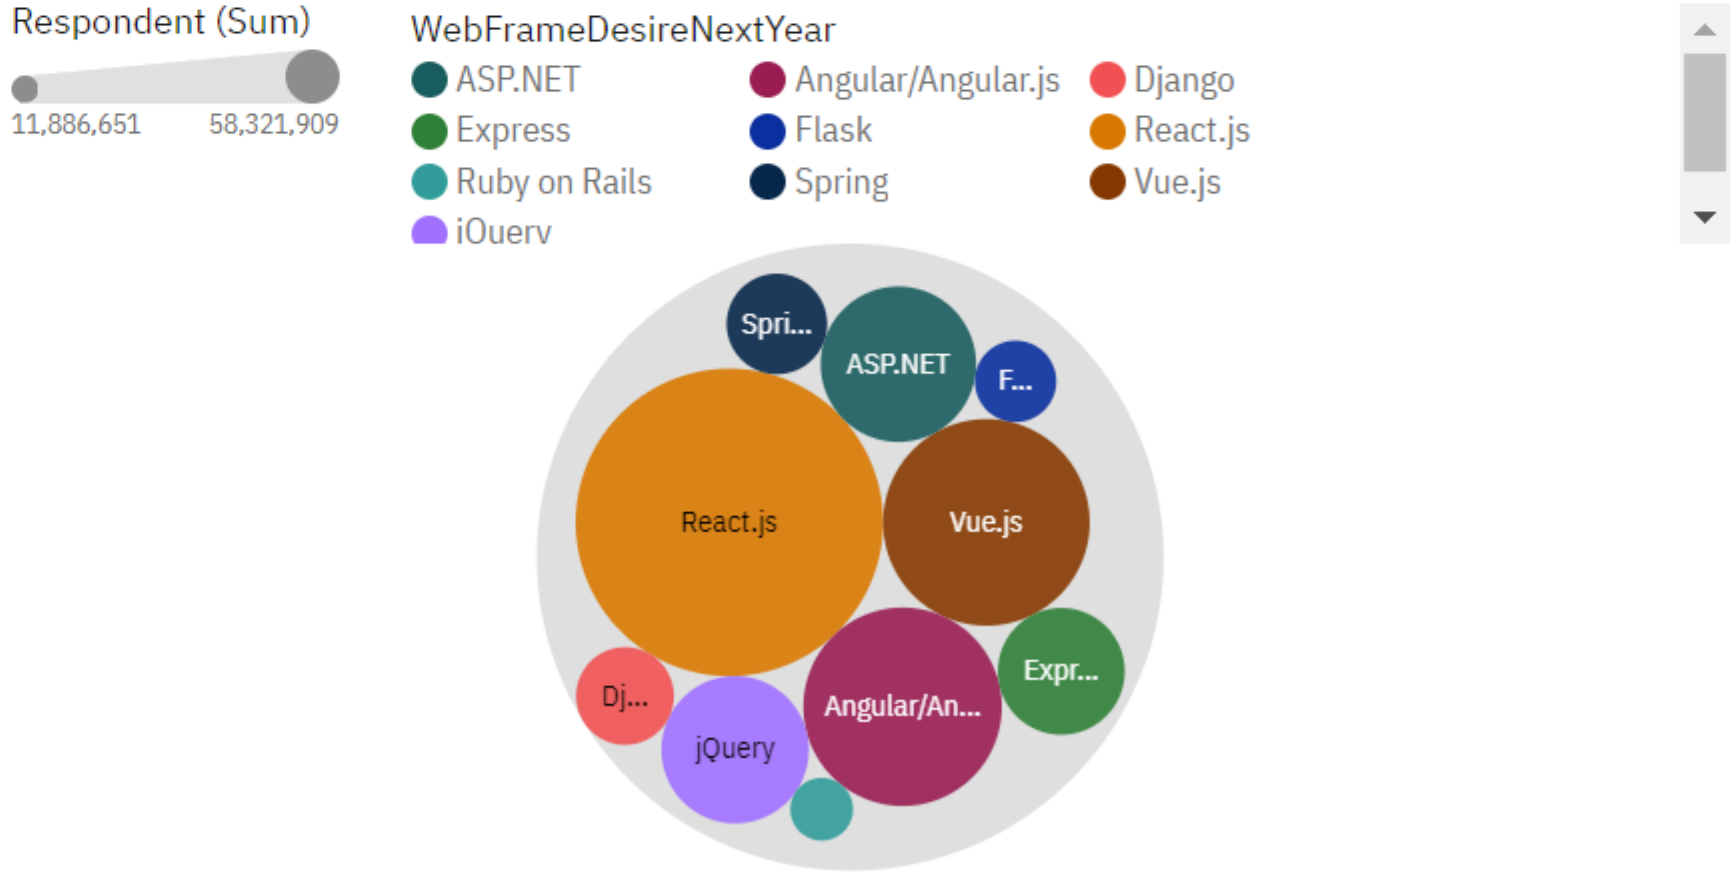 Respondent (Sum)
11,886,651 58,321,909
WebFrameDesireNextYear
ASP.NET Angular/Angular.js Django
Express Flask React.js
Ruby on Rails Spring Vue.js
jQuery
Spri...
ASP.NET
F...
React.js
Vue.js
Expr...
Dj...
Angular/An...
jQuery